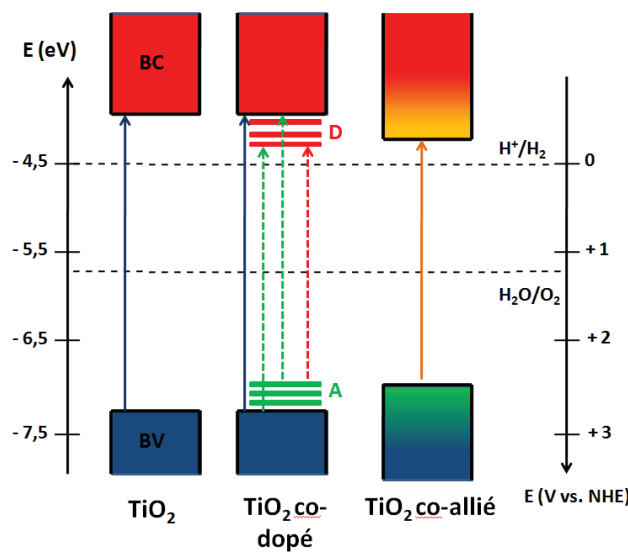 E (eV)
BC
D
- 4,5
H⁺/H₂
0
- 5,5
+1
H₂O/O₂
- 6,5
+2
A
- 7,5
BV
+3
TiO₂
TiO₂ co-
dopé
TiO₂ co-allié
E (V vs. NHE)